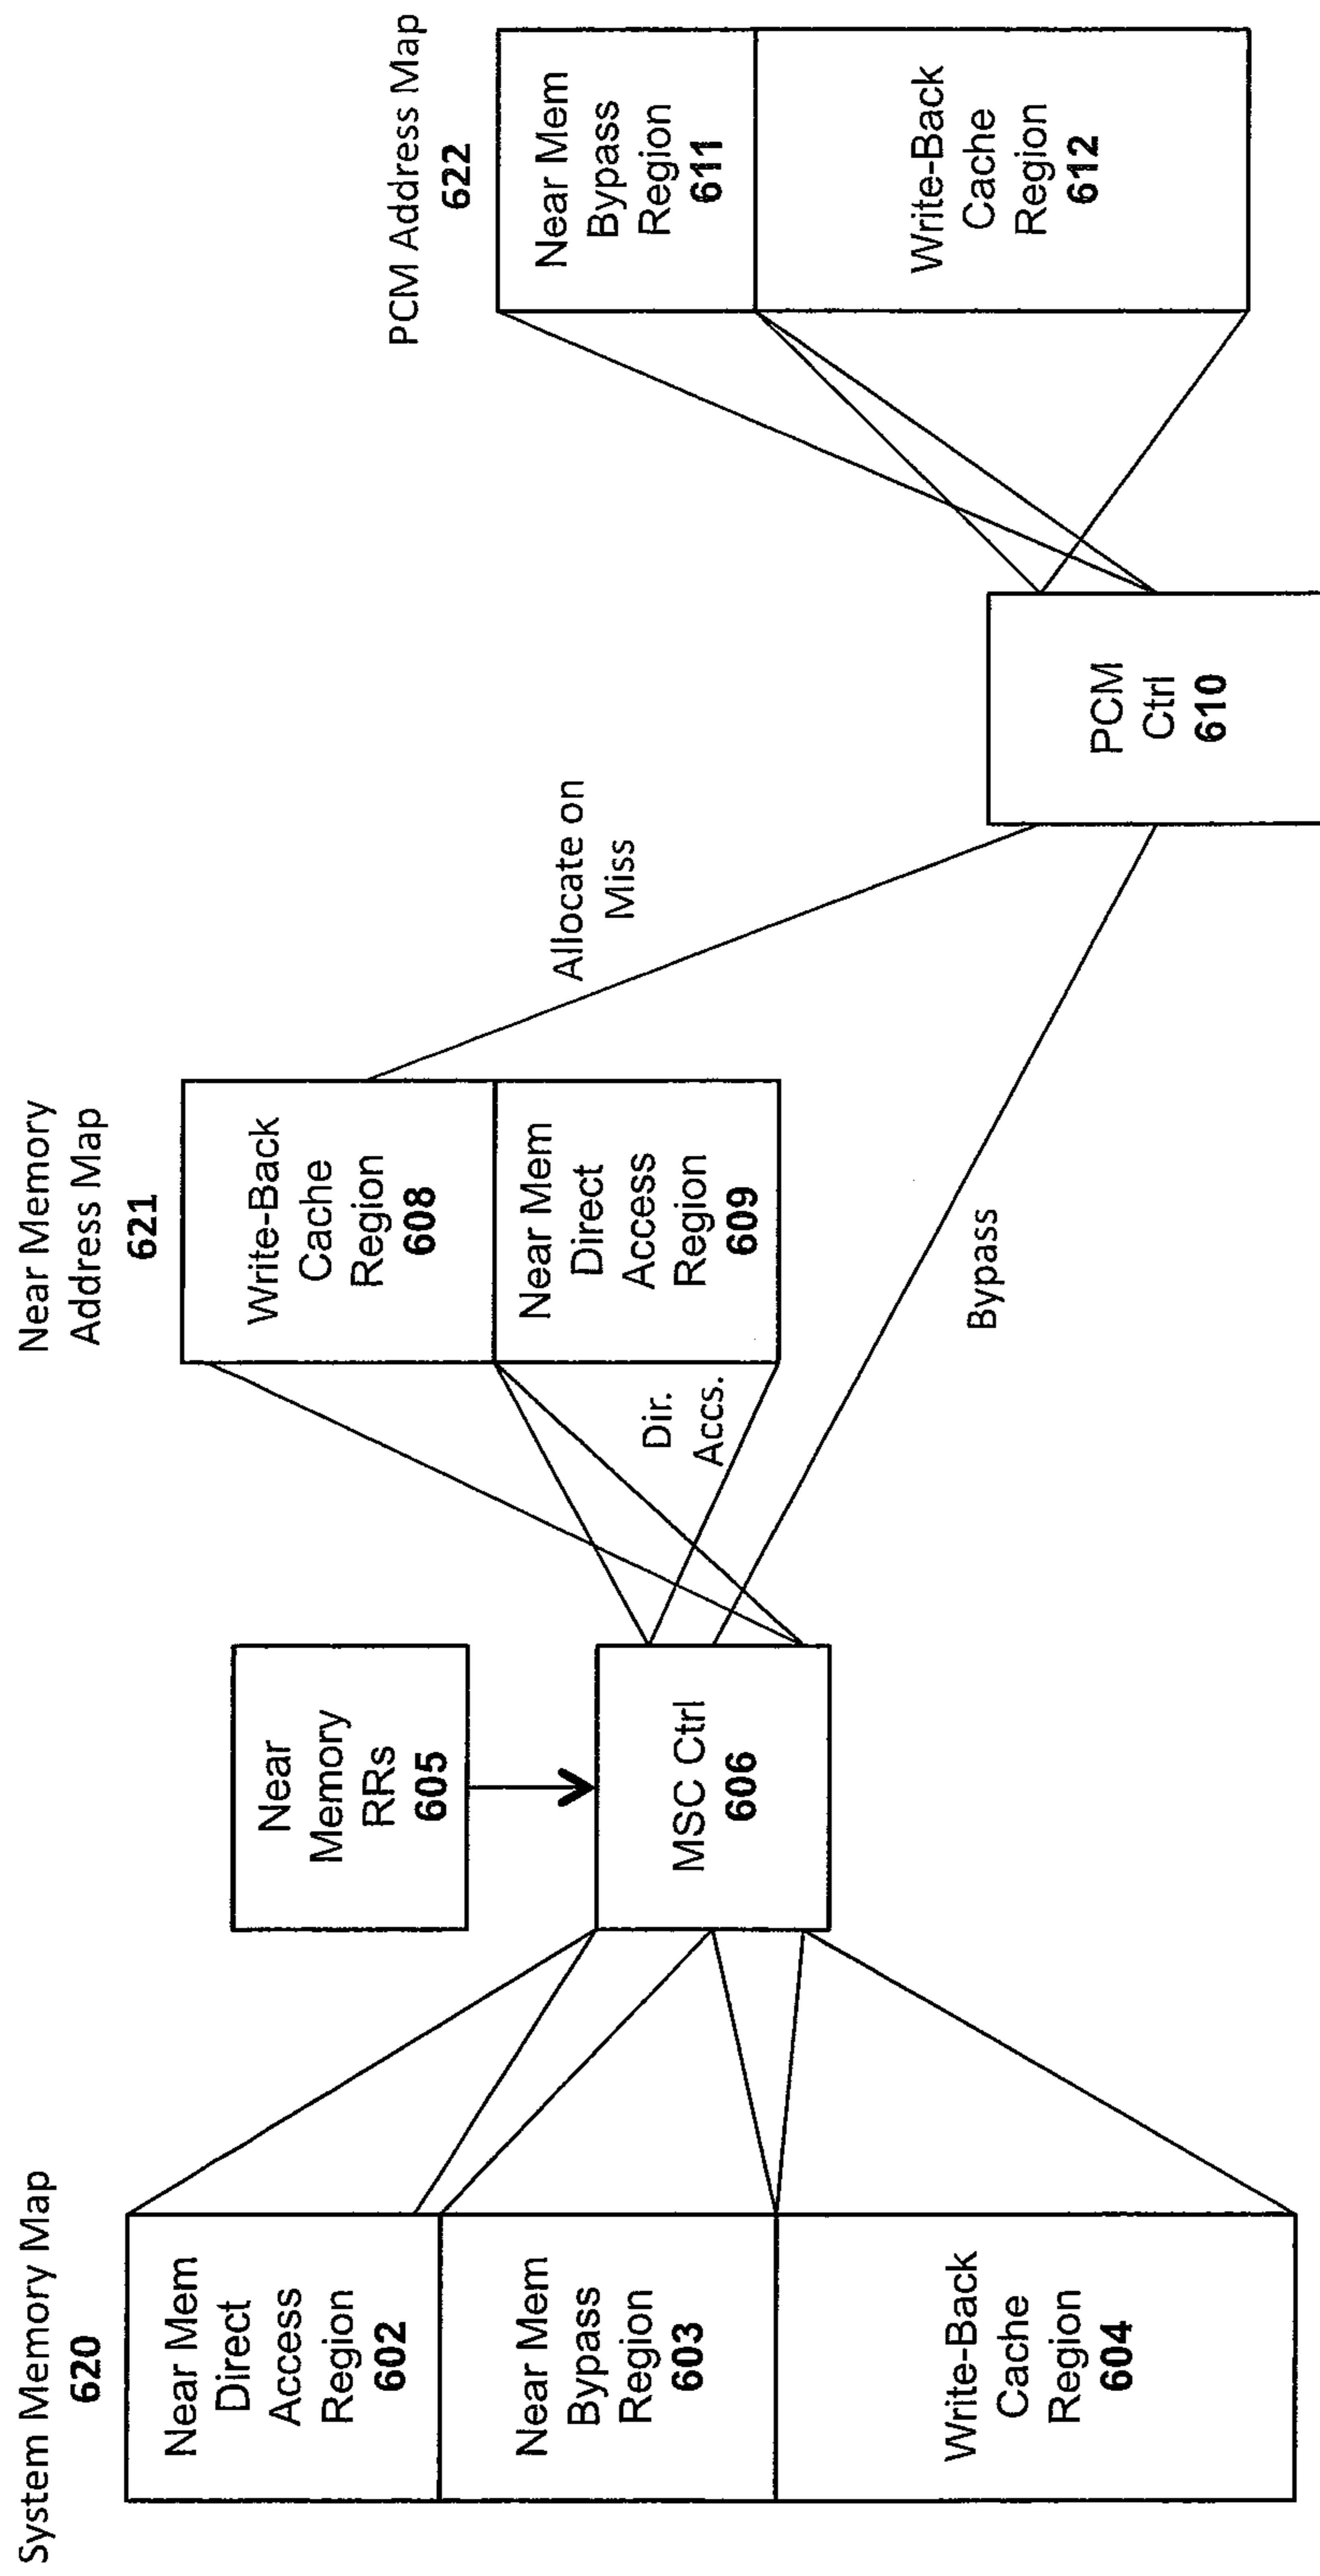 System Memory Map
620
Near Mem
Direct
Access
Region
602
Near Mem
Bypass
Region
603
Write-Back
Cache
Region
604
Near
Memory
RRs
605
MSC Ctrl
606
Near Memory
Address Map
621
Write-Back
Cache
Region
608
Near Mem
Direct
Access
Region
609
Dir.
Accs.
Bypass
Allocate on
Miss
PCM
Ctrl
610
PCM Address Map
622
Near Mem
Bypass
Region
611
Write-Back
Cache
Region
612